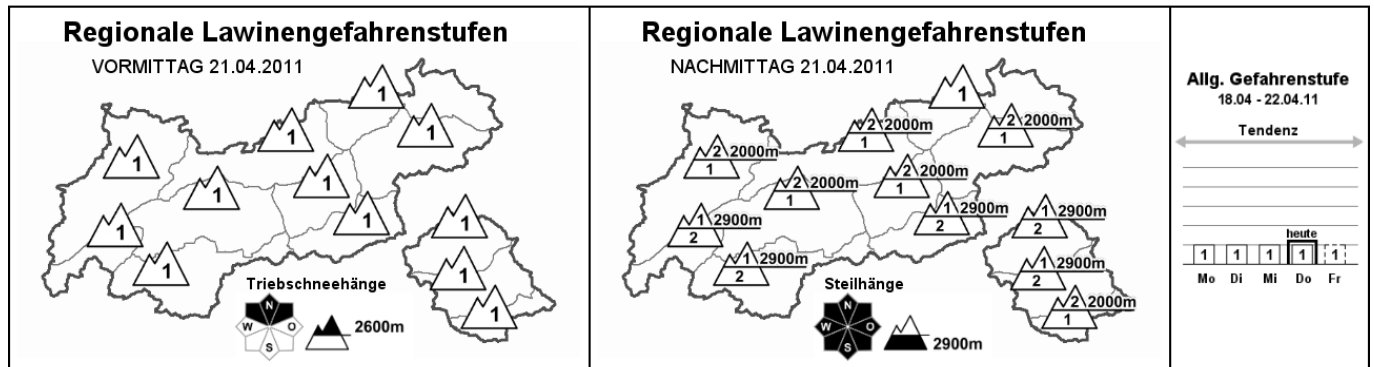 Regionale Lawinengefahrenstufen
VORMITTAG 21.04.2011
1
1
1
1
1
1
1
1
1
1
1
1
Triebschneehänge
N
W O
S
2600m
Regionale Lawinengefahrenstufen
NACHMITTAG 21.04.2011
1
2 2000m
1
2 2000m
1
2 2000m
1
2 2000m
1
2 2000m
1
1 2900m
2
1 2900m
2
1 2900m
2
1 2900m
2
1 2900m
2
2 2000m
1
Steilhänge
N
W O
S
2900m
Allg. Gefahrenstufe
18.04 - 22.04.11
Tendenz
heute
1 1 1 1 1
Mo Di Mi Do Fr